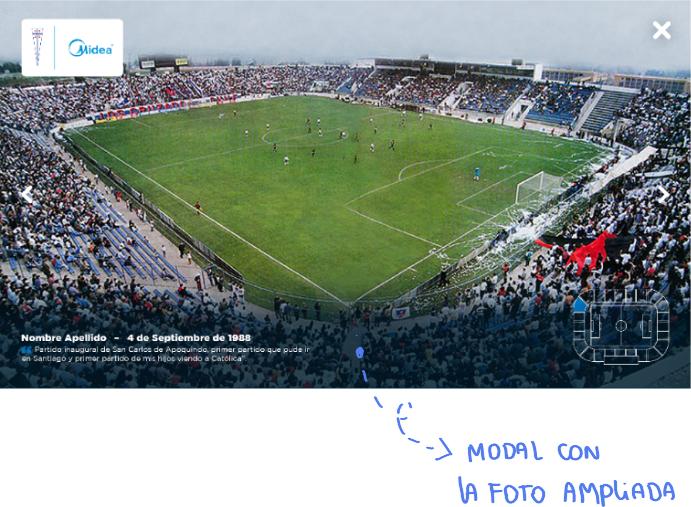 Midea
Nombre Apellido - 4 de Septiembre de 1988
“ Partido inaugural de San Carlos de Apoquindo, primer partido que pude ir
en Santiago y primer partido de mis hijos viendo a Católica”.
MODAL CON
LA FOTO AMPLIADA